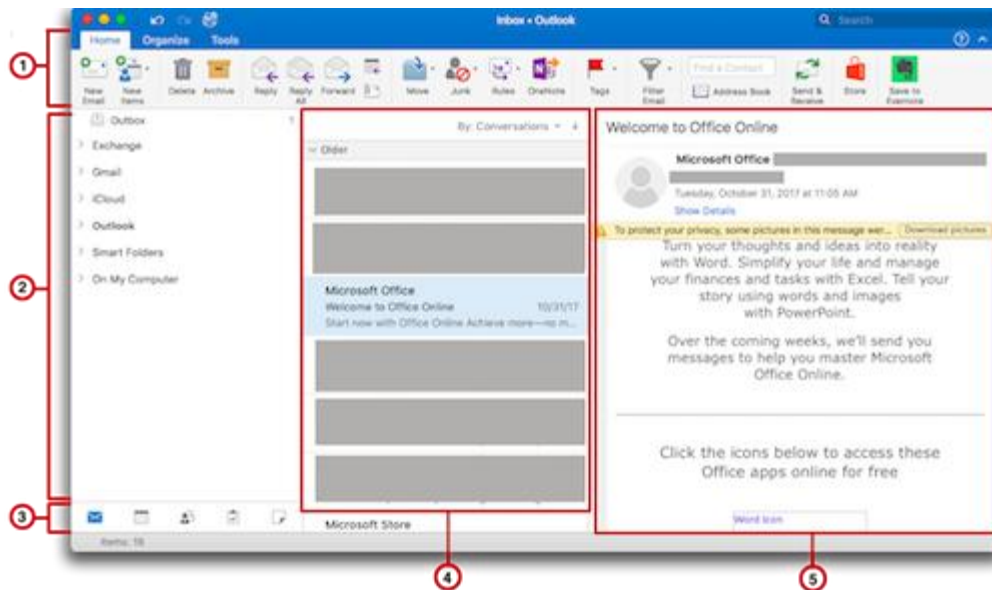 Inbox • Outlook
Search
Home Organize Tools
1
New Email
New Items
Delete
Archive
Reply
Reply All
Forward
Move
Junk
Rules
OneNote
Tags
Filter Email
Find a Contact
Address Book
Send & Receive
Store
Save to Evernote
Outbox 1
Exchange
Gmail
iCloud
Outlook
Smart Folders
On My Computer
2
3
Items: 18
By: Conversations
Older
Microsoft Office
Welcome to Office Online 10/31/17
Start now with Office Online Achieve more—no m...
Microsoft Store
4
Welcome to Office Online
Microsoft Office
Tuesday, October 31, 2017 at 11:05 AM
Show Details
To protect your privacy, some pictures in this message wer... Download pictures
Turn your thoughts and ideas into reality
with Word. Simplify your life and manage
your finances and tasks with Excel. Tell your
story using words and images
with PowerPoint.
Over the coming weeks, we'll send you
messages to help you master Microsoft
Office Online.
Click the icons below to access these
Office apps online for free
Word Icon
5